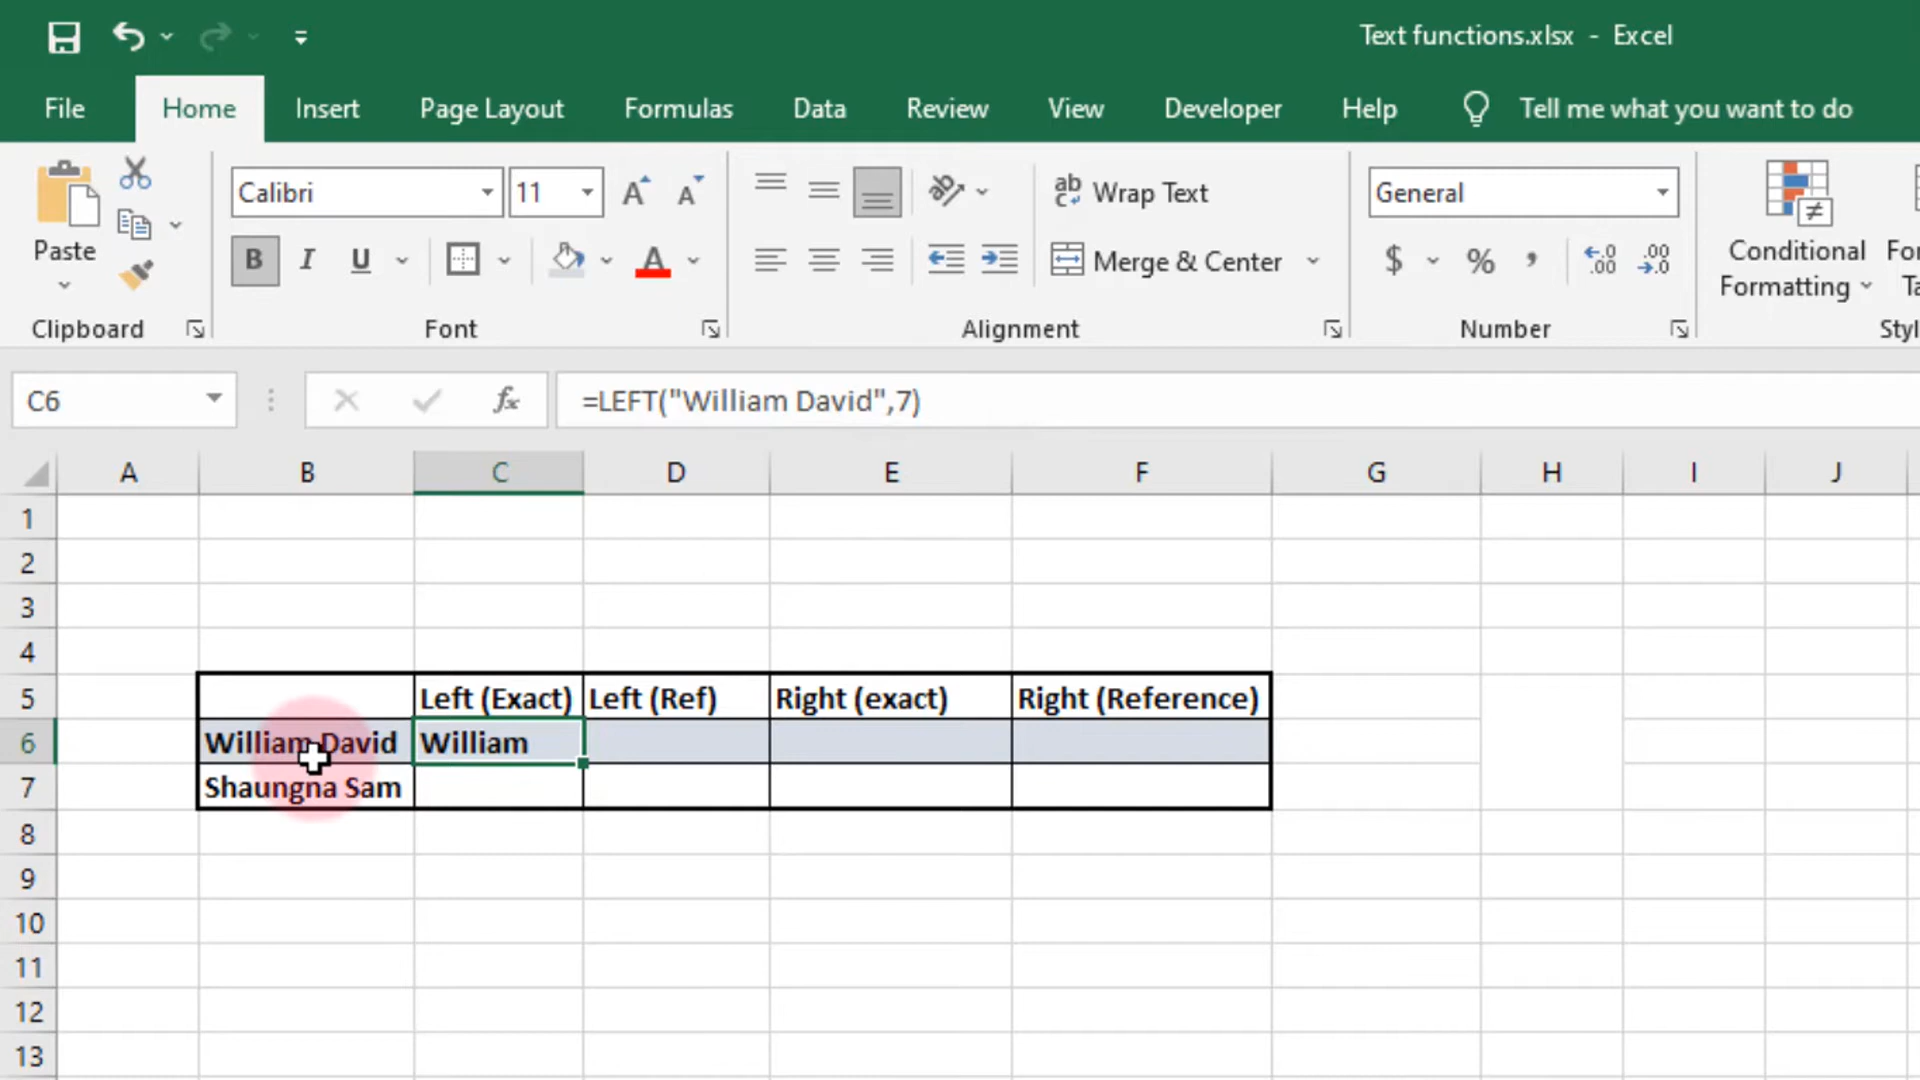 Text functions.xlsx - Excel
File Home Insert Page Layout Formulas Data Review View Developer Help Tell me what you want to do
Calibri 11 Wrap Text General
Paste Merge & Center $ % Conditional Formatting
Clipboard Font Alignment Number
C6 fx =LEFT("William David",7)
A B C D E F G H I J
1
2
3
4
5 Left (Exact) Left (Ref) Right (exact) Right (Reference)
6 William David William
7 Shaungna Sam
8
9
10
11
12
13